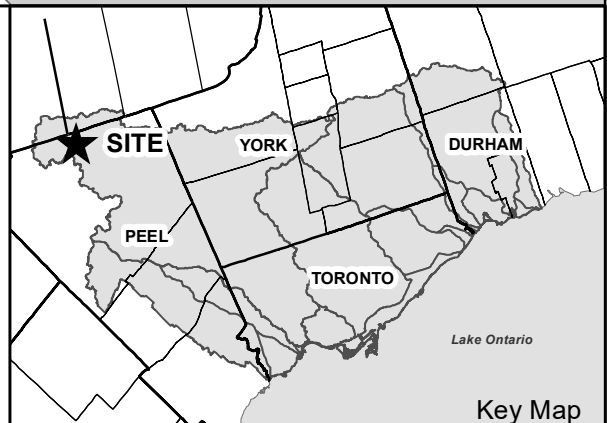 SITE
YORK
DURHAM
PEEL
TORONTO
Lake Ontario
Key Map